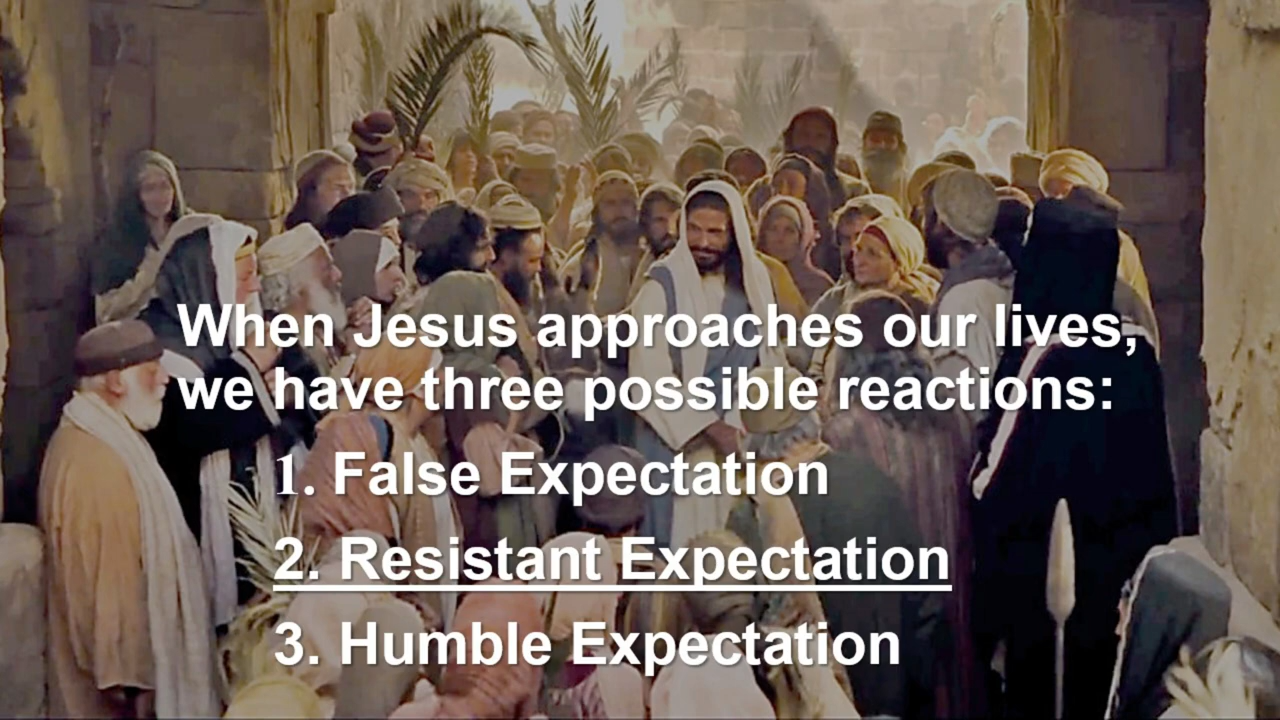 When Jesus approaches our lives,
we have three possible reactions:
1. False Expectation
2. Resistant Expectation
3. Humble Expectation